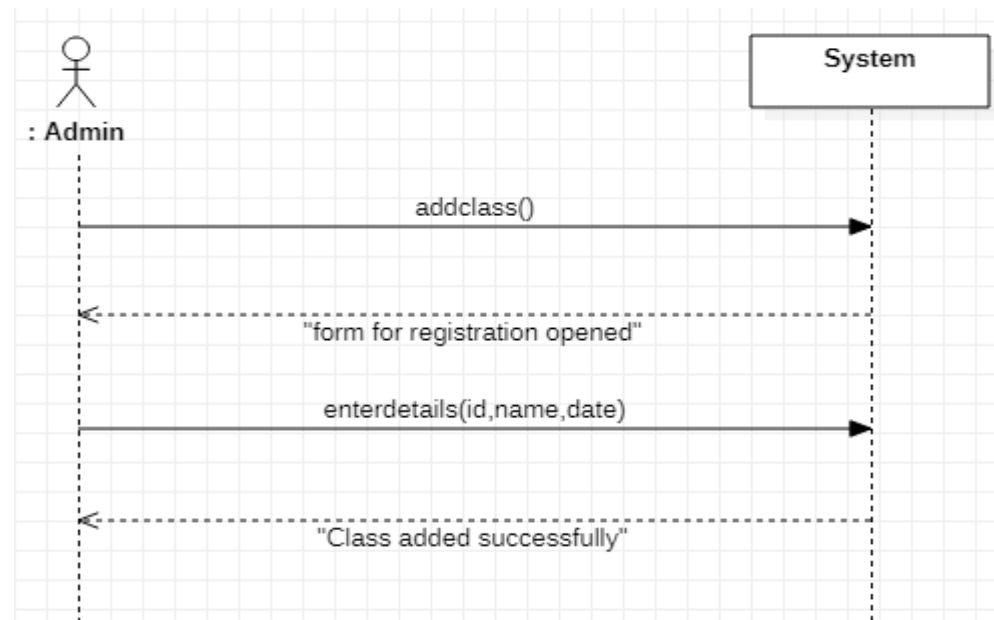 System
: Admin
addclass()
"form for registration opened"
enterdetails(id,name,date)
"Class added successfully"